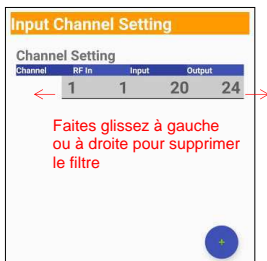 Input Channel Setting
Channel Setting
Channel RF In Input Output
1 1 20 24
Faites glissez à gauche
ou à droite pour supprimer
le filtre
+